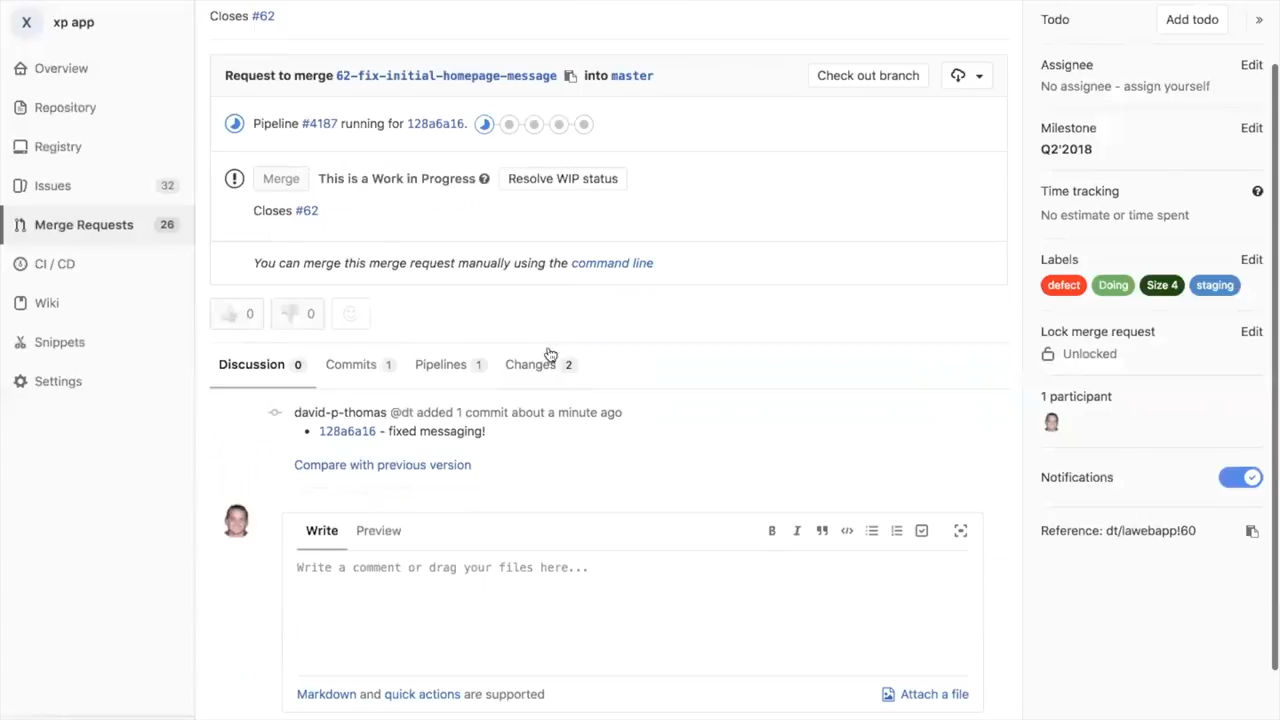 X xp app
Overview
Repository
Registry
Issues 32
Merge Requests 26
CI / CD
Wiki
Snippets
Settings
Closes #62
Request to merge 62-fix-initial-homepage-message into master
Check out branch
Pipeline #4187 running for 128a6a16.
Merge This is a Work in Progress Resolve WIP status
Closes #62
You can merge this merge request manually using the command line
0 0
Discussion 0 Commits 1 Pipelines 1 Changes 2
david-p-thomas @dt added 1 commit about a minute ago
128a6a16 - fixed messaging!
Compare with previous version
Write Preview
Write a comment or drag your files here...
Markdown and quick actions are supported
Attach a file
Todo Add todo »
Assignee Edit
No assignee - assign yourself
Milestone Edit
Q2'2018
Time tracking
No estimate or time spent
Labels Edit
defect Doing Size 4 staging
Lock merge request Edit
Unlocked
1 participant
Notifications
Reference: dt/lawebapp!60